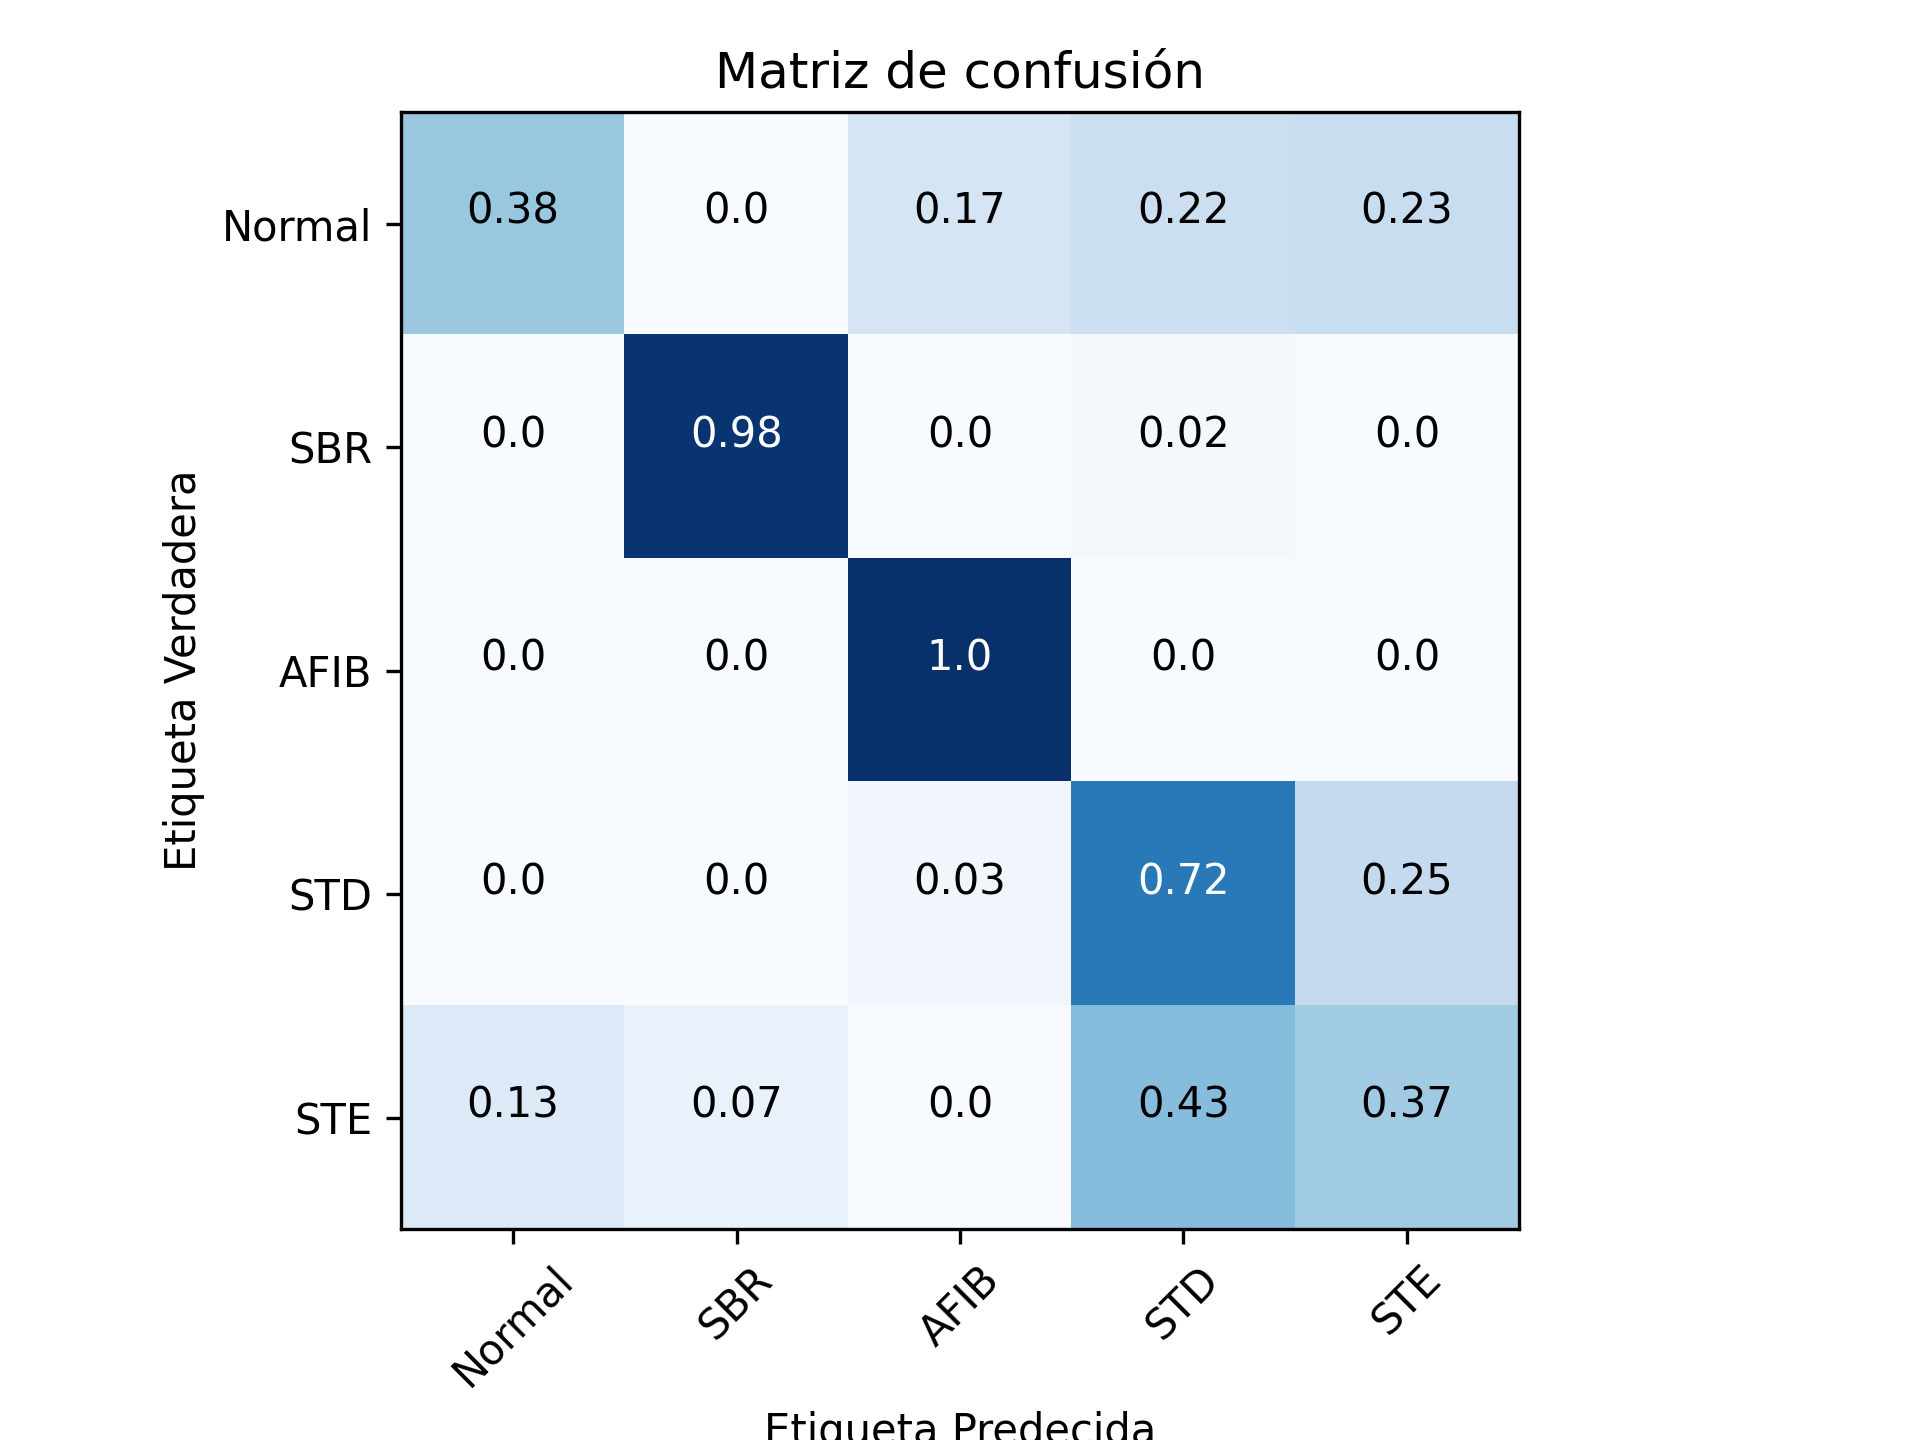 Matriz de confusión
Normal 0.38 0.0 0.17 0.22 0.23
SBR 0.0 0.98 0.0 0.02 0.0
AFIB 0.0 0.0 1.0 0.0 0.0
STD 0.0 0.0 0.03 0.72 0.25
STE 0.13 0.07 0.0 0.43 0.37
Etiqueta Verdadera
Normal SBR AFIB STD STE
Etiqueta Predecida